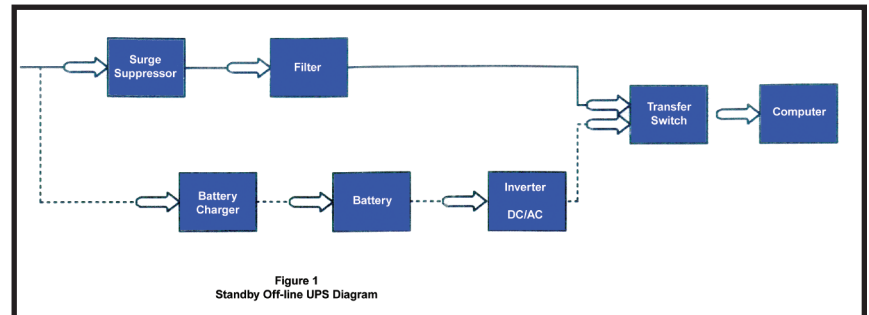 Surge
Suppressor
Filter
Transfer
Switch
Computer
Battery
Charger
Battery
Inverter
DC/AC
Figure 1
Standby Off-line UPS Diagram